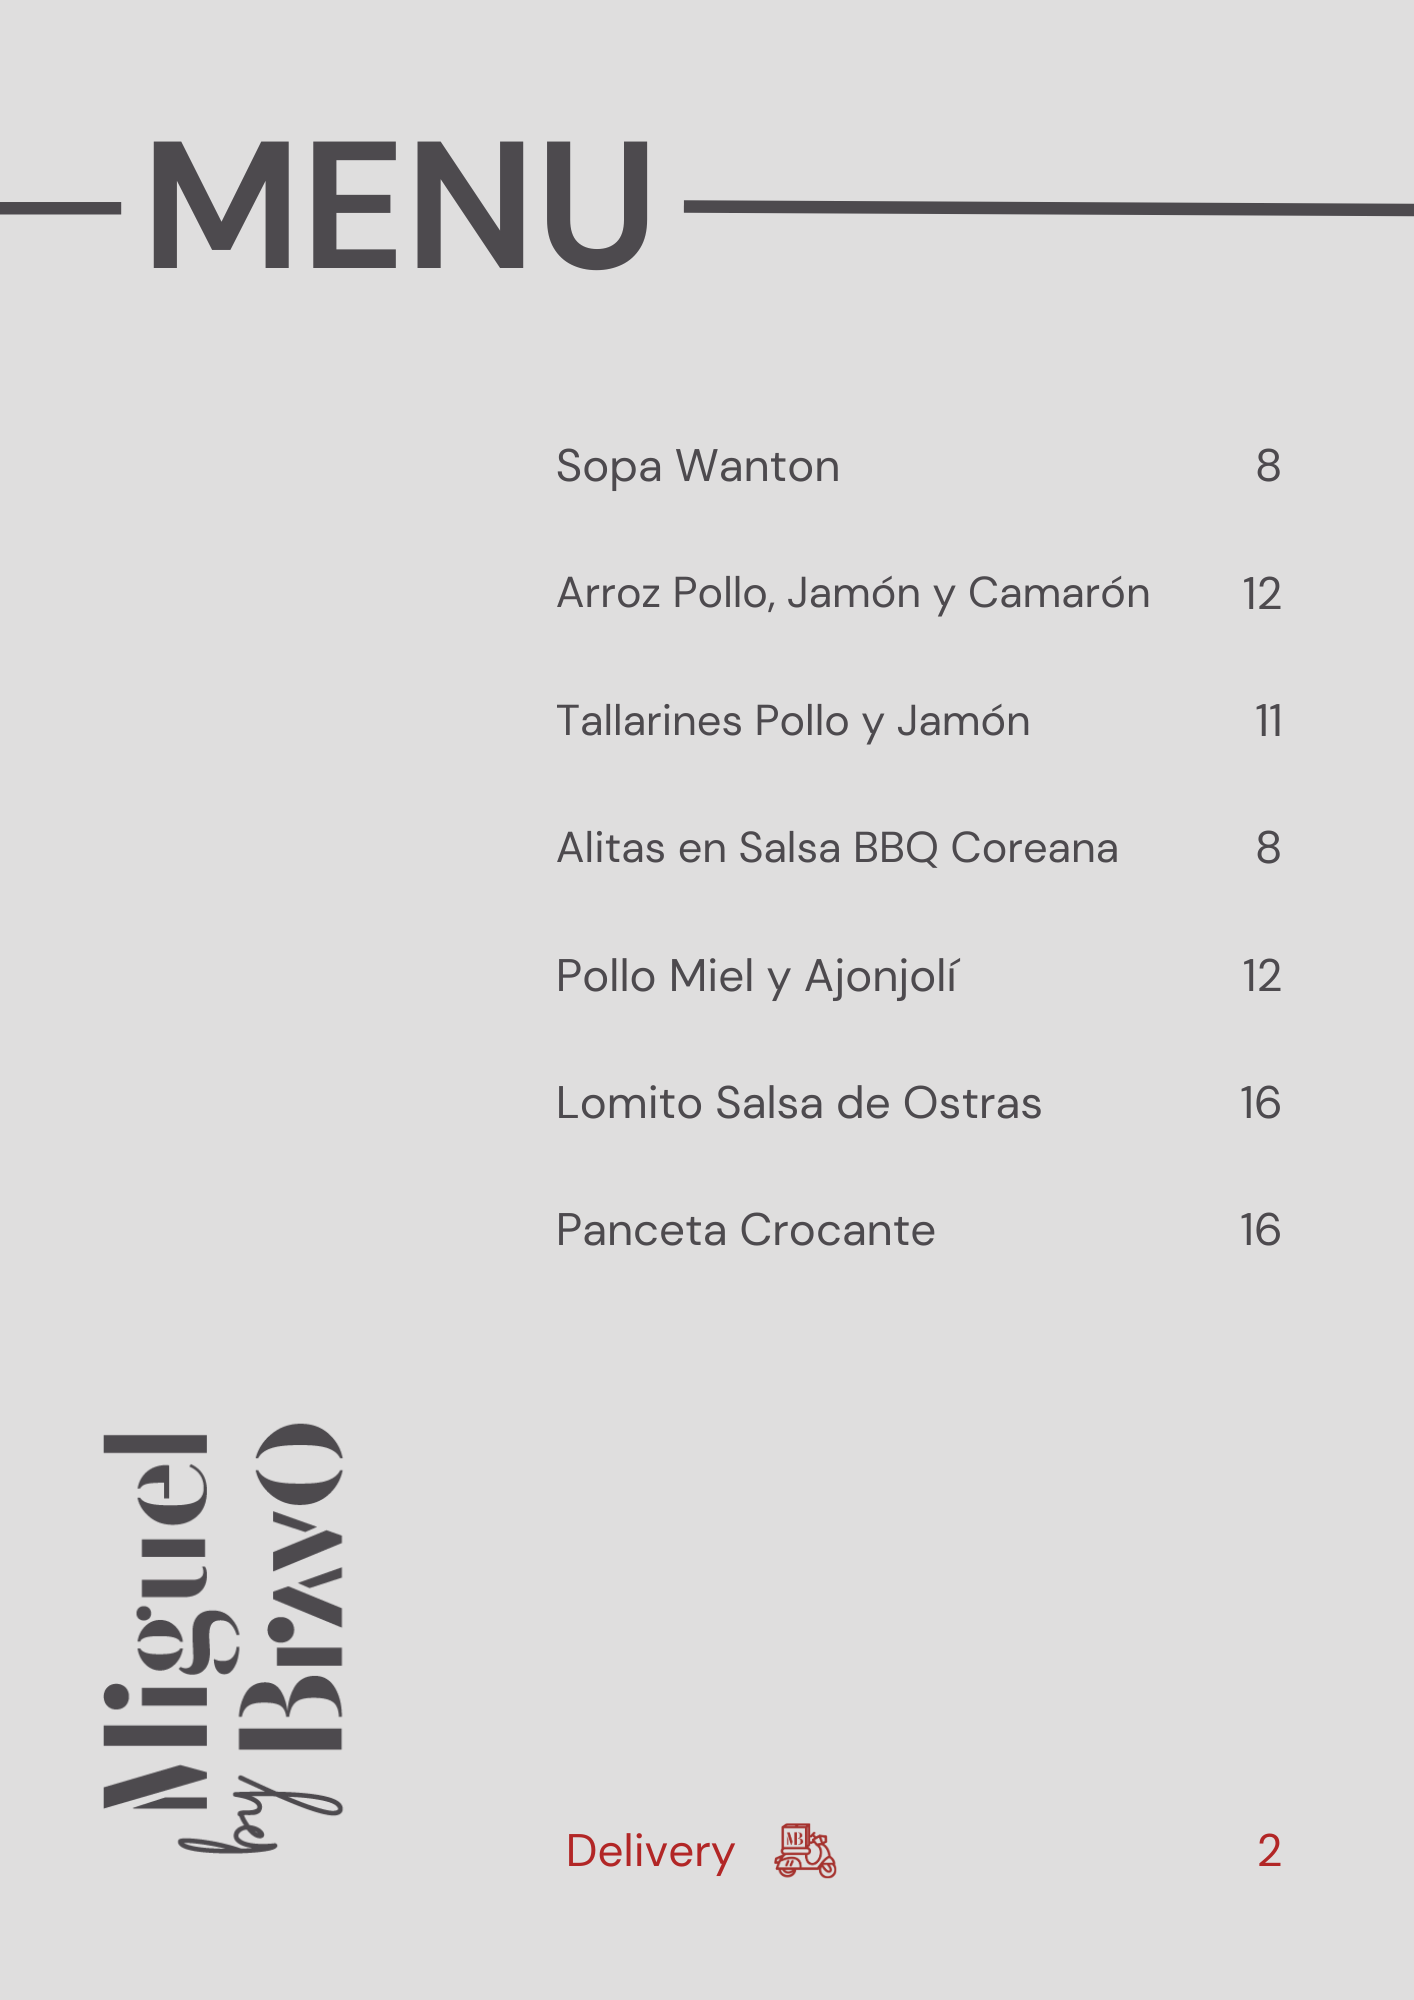 MENU
Sopa Wanton 8
Arroz Pollo, Jamón y Camarón 12
Tallarines Pollo y Jamón 11
Alitas en Salsa BBQ Coreana 8
Pollo Miel y Ajonjolí 12
Lomito Salsa de Ostras 16
Panceta Crocante 16
Miguel
by Bravo
Delivery MB 2